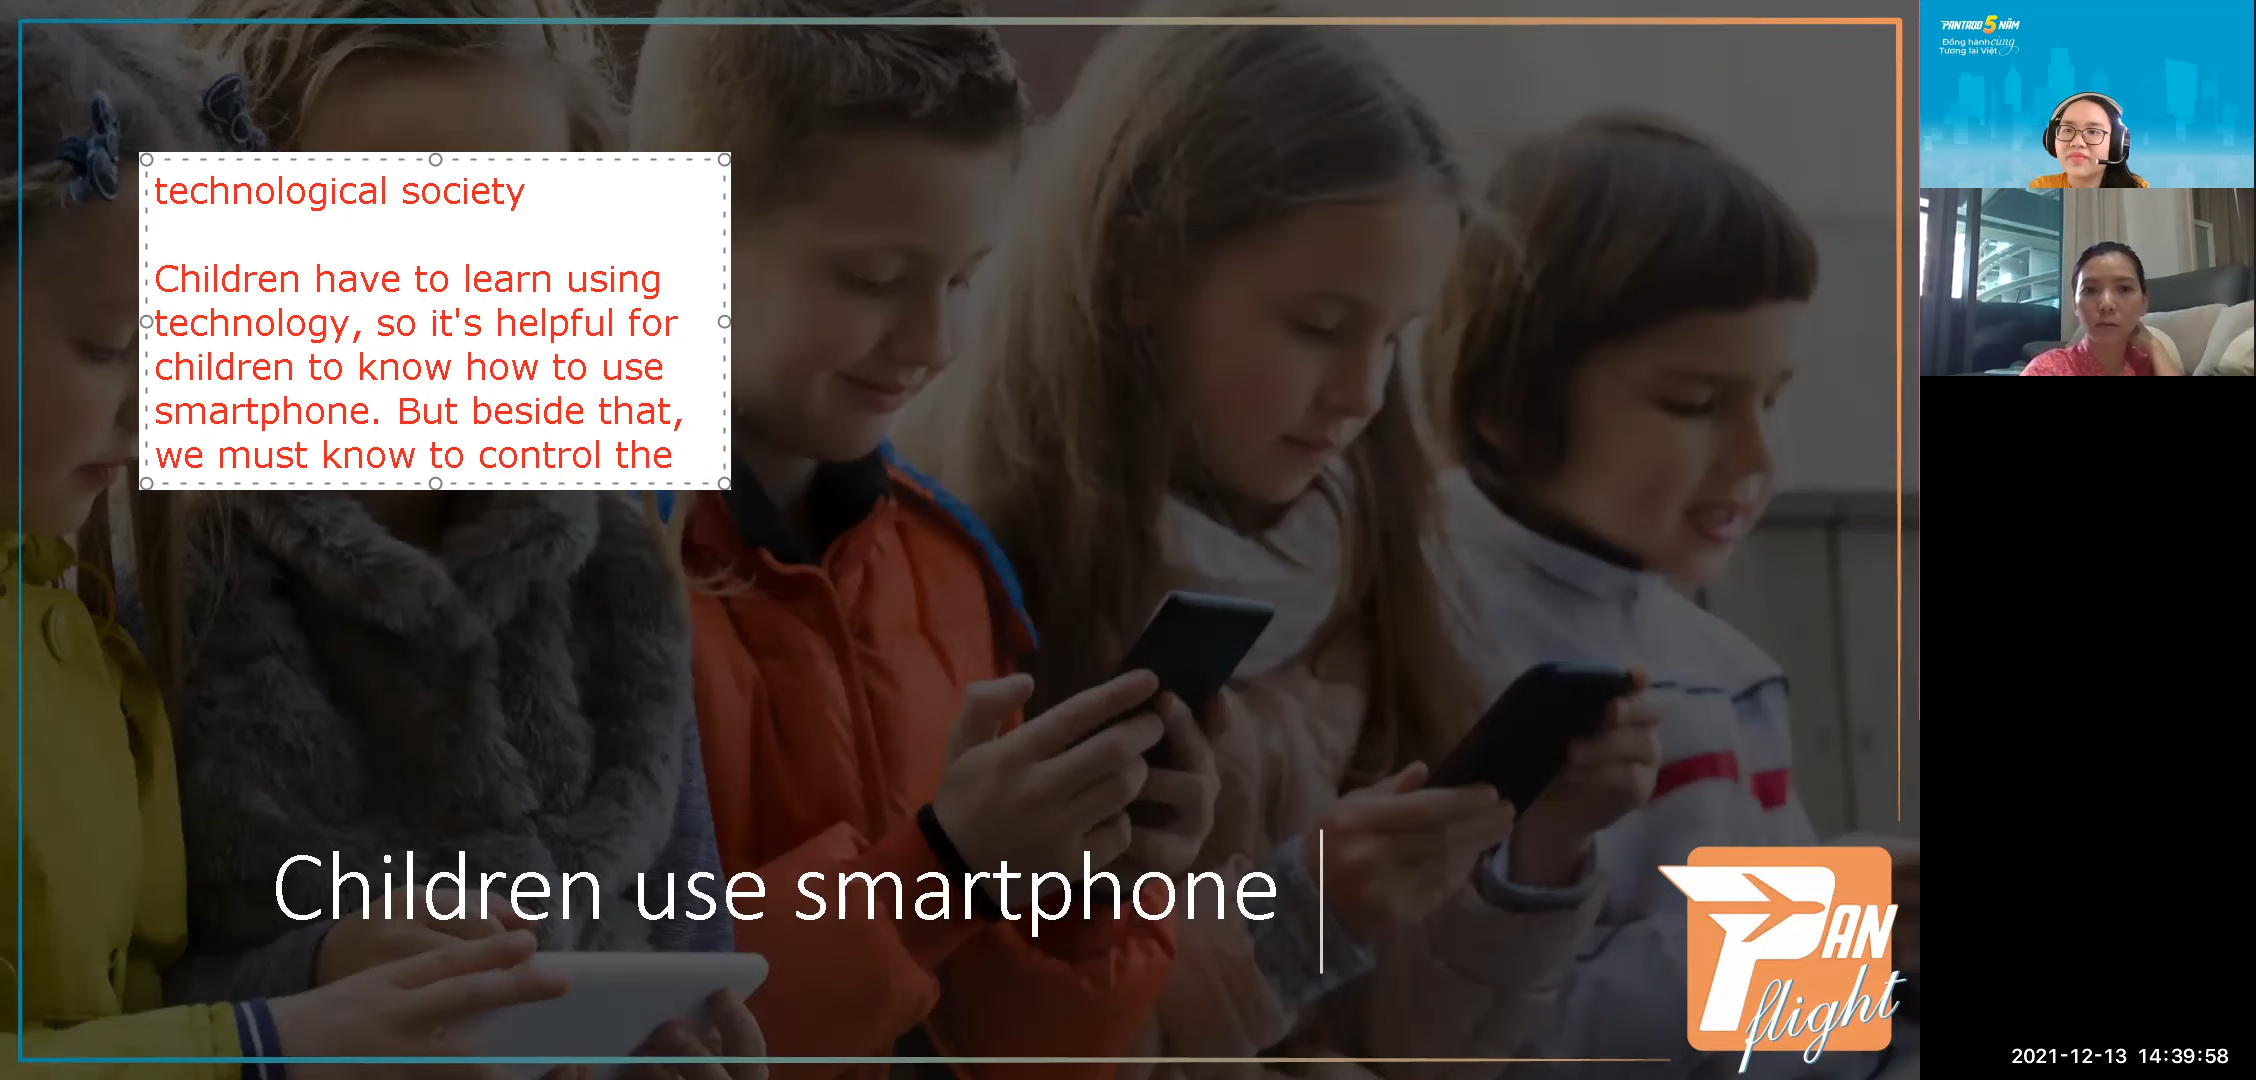 technological society
Children have to learn using
technology, so it's helpful for
children to know how to use
smartphone. But beside that,
we must know to control the
Children use smartphone
PAN
flight
PANTADO 5 NĂM
Đồng hành cùng
Tương lai Việt
2021-12-13 14:39:58